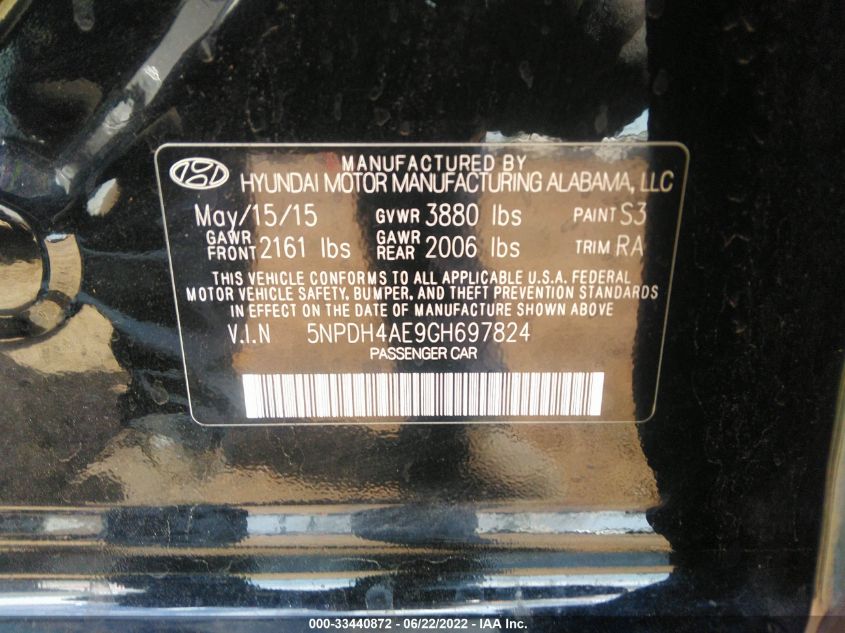 MANUFACTURED BY
HYUNDAI MOTOR MANUFACTURING ALABAMA, LLC
May/15/15 GVWR 3880 lbs PAINT S3
GAWR FRONT 2161 lbs GAWR REAR 2006 lbs TRIM RA
THIS VEHICLE CONFORMS TO ALL APPLICABLE U.S.A. FEDERAL
MOTOR VEHICLE SAFETY, BUMPER, AND THEFT PREVENTION STANDARDS
IN EFFECT ON THE DATE OF MANUFACTURE SHOWN ABOVE
V.I.N 5NPDH4AE9GH697824
PASSENGER CAR
000-33440872 - 06/22/2022 - IAA Inc.